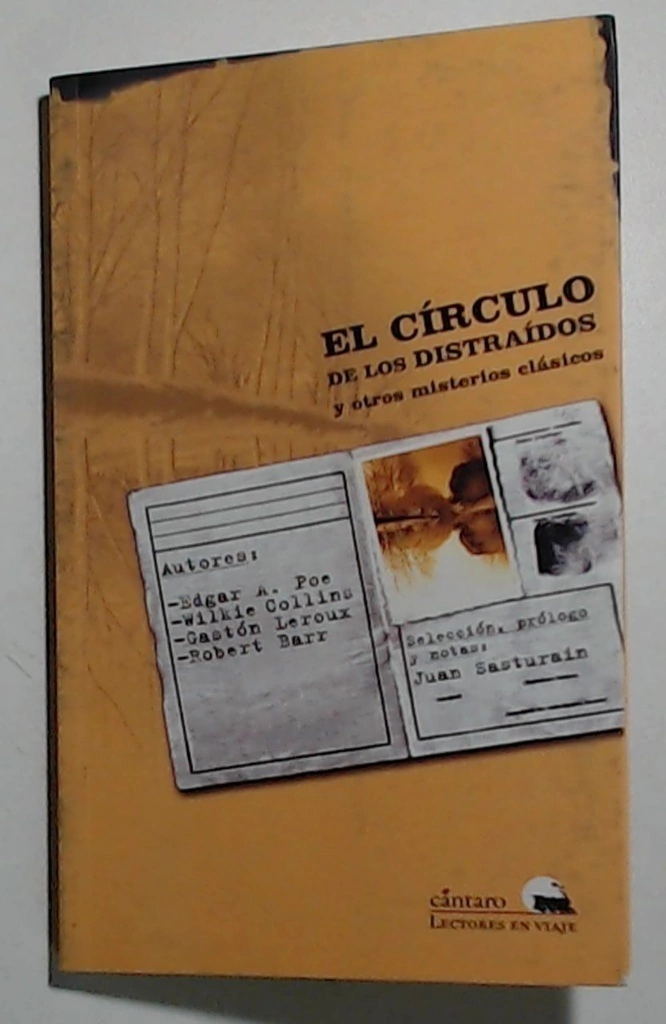 EL CÍRCULO
DE LOS DISTRAÍDOS
y otros misterios clásicos
Autores:
-Edgar A. Poe
-Wilkie Collins
-Gastón Leroux
-Robert Barr
Selección, prólogo
y notas:
Juan Sasturain
cántaro
LECTORES EN VIAJE